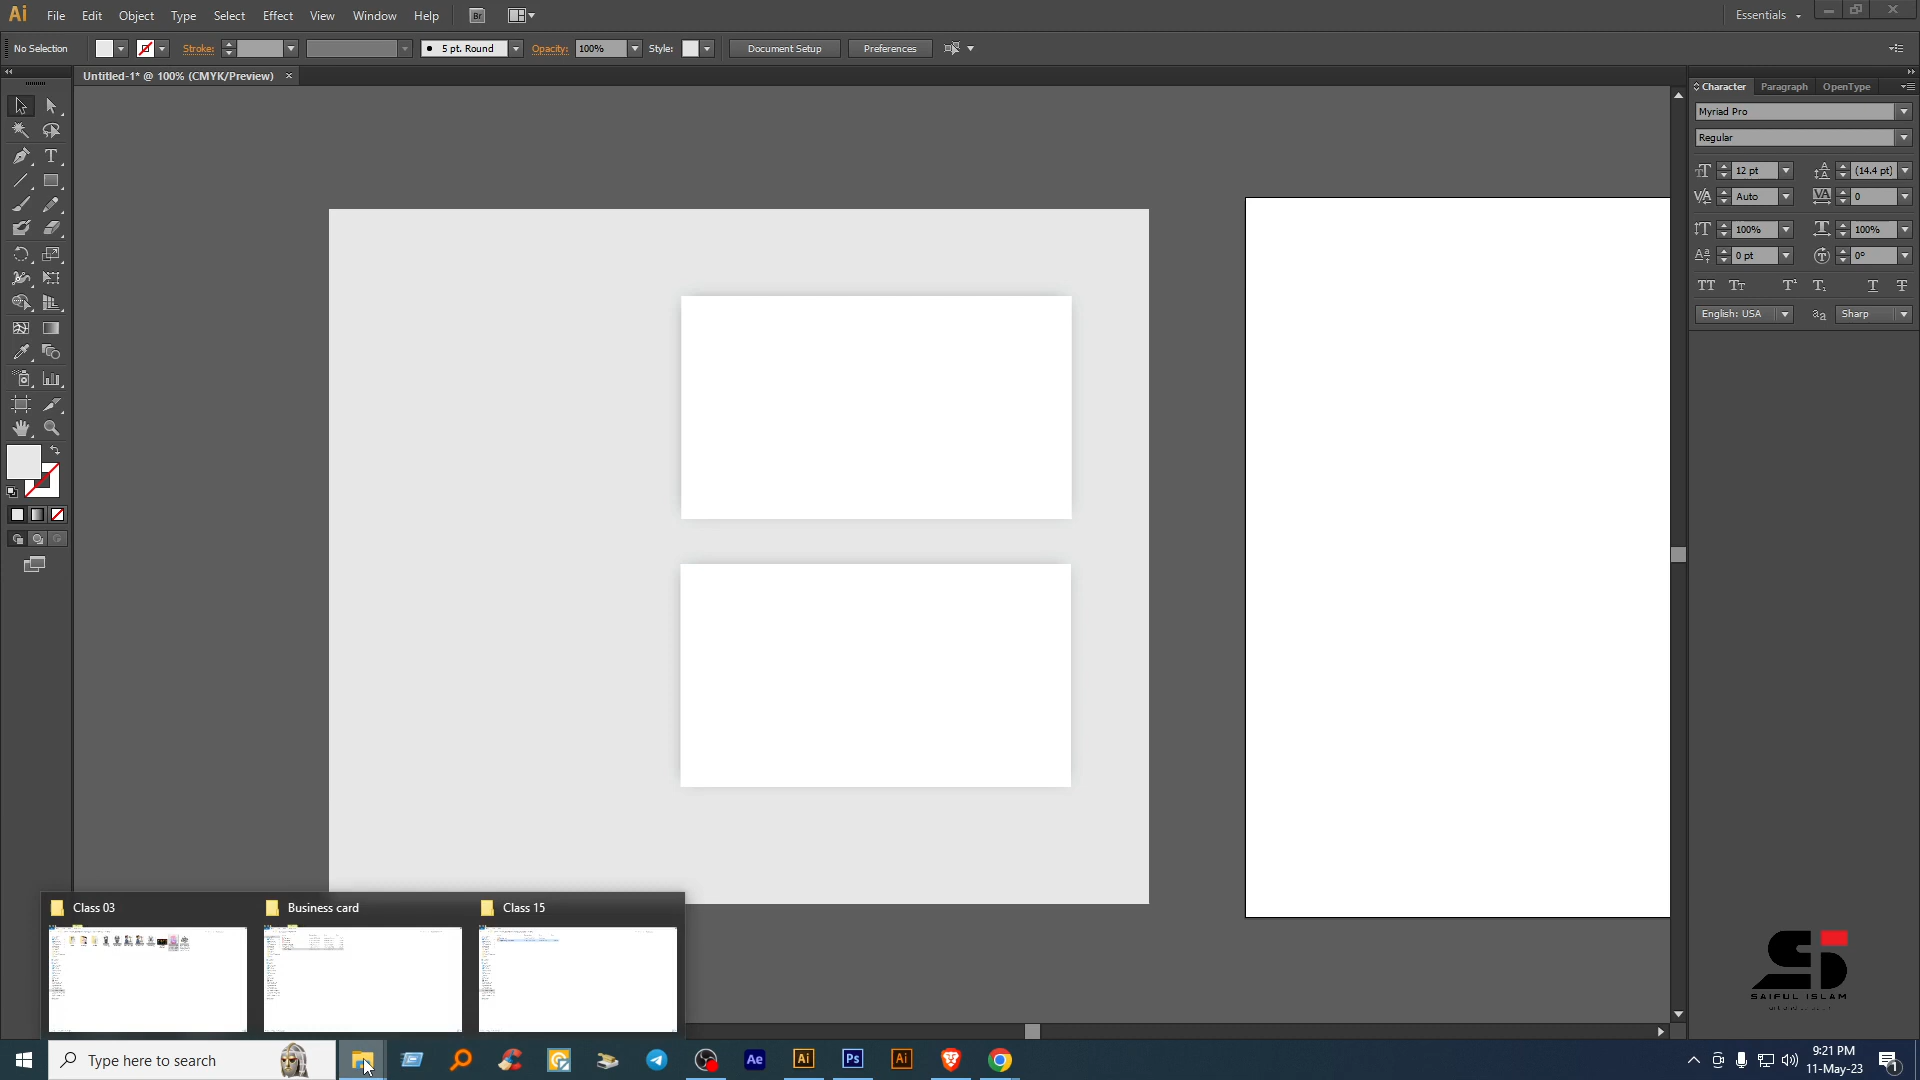 Ai File Edit Object Type Select Effect View Window Help Br Essentials
No Selection Stroke: 5 pt. Round Opacity: 100% Style: Document Setup Preferences
Untitled-1* @ 100% (CMYK/Preview)
Character Paragraph OpenType
Myriad Pro
Regular
12 pt (14.4 pt)
Auto 0
100% 100%
0 pt 0°
English: USA Sharp
Class 03 Business card Class 15
SAIFUL ISLAM
Type here to search
Ae Ai Ps Ai
9:21 PM
11-May-23
1